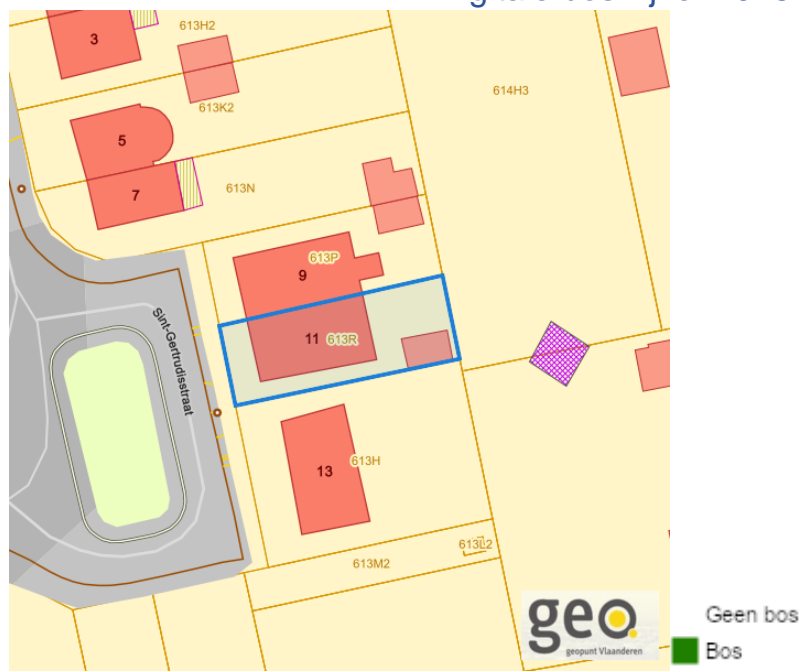 613H2
3
614H3
613K2
5
7
613N
613P
9
11 613R
Sint-Gertrudisstraat
13 613H
613L2
613M2
geo.
geopunt Vlaanderen
Geen bos
Bos